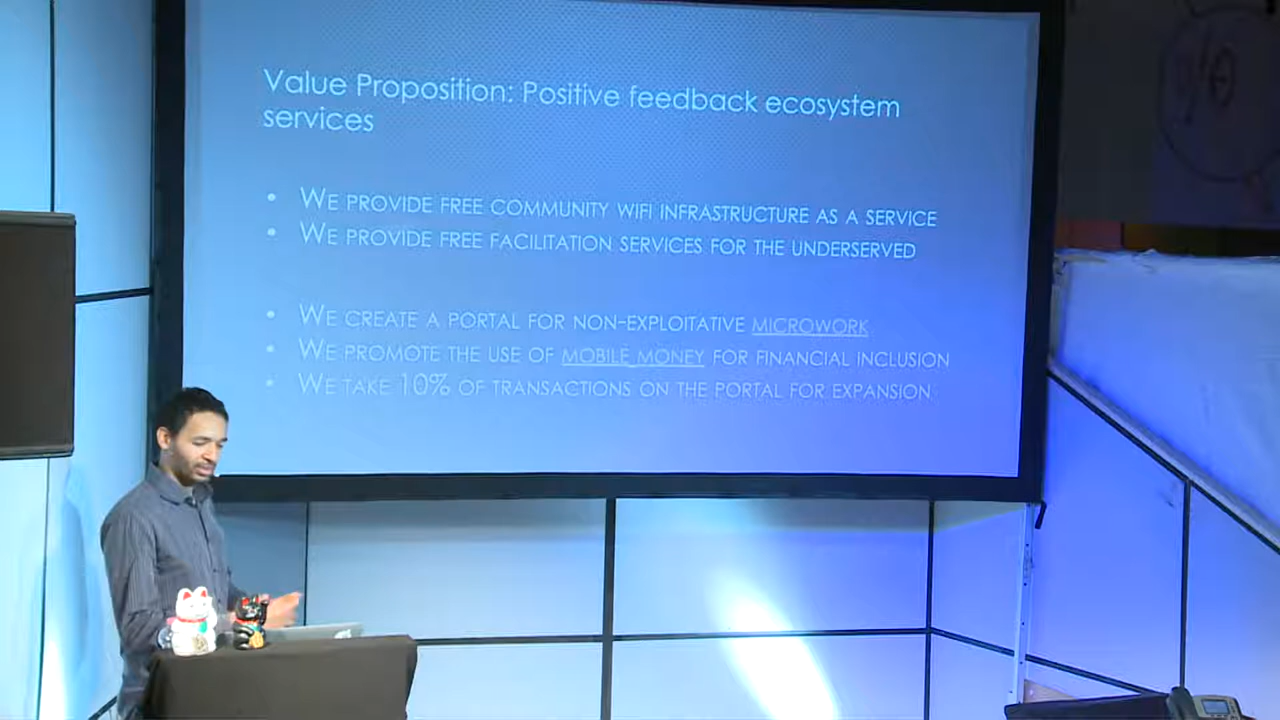 Value Proposition: Positive feedback ecosystem
services
• WE PROVIDE FREE COMMUNITY WIFI INFRASTRUCTURE AS A SERVICE
• WE PROVIDE FREE FACILITATION SERVICES FOR THE UNDERSERVED
• WE CREATE A PORTAL FOR NON-EXPLOITATIVE MICROWORK
• WE PROMOTE THE USE OF MOBILE MONEY FOR FINANCIAL INCLUSION
• WE TAKE 10% OF TRANSACTIONS ON THE PORTAL FOR EXPANSION